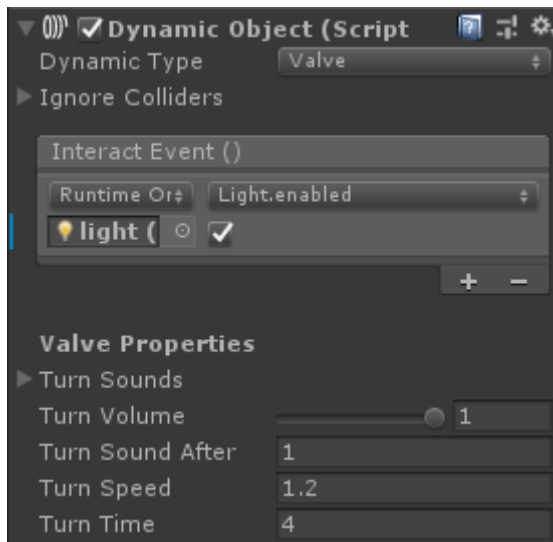 Dynamic Object (Script
Dynamic Type Valve
Ignore Colliders
Interact Event ()
Runtime Or Light.enabled
light (
Valve Properties
Turn Sounds
Turn Volume 1
Turn Sound After 1
Turn Speed 1.2
Turn Time 4